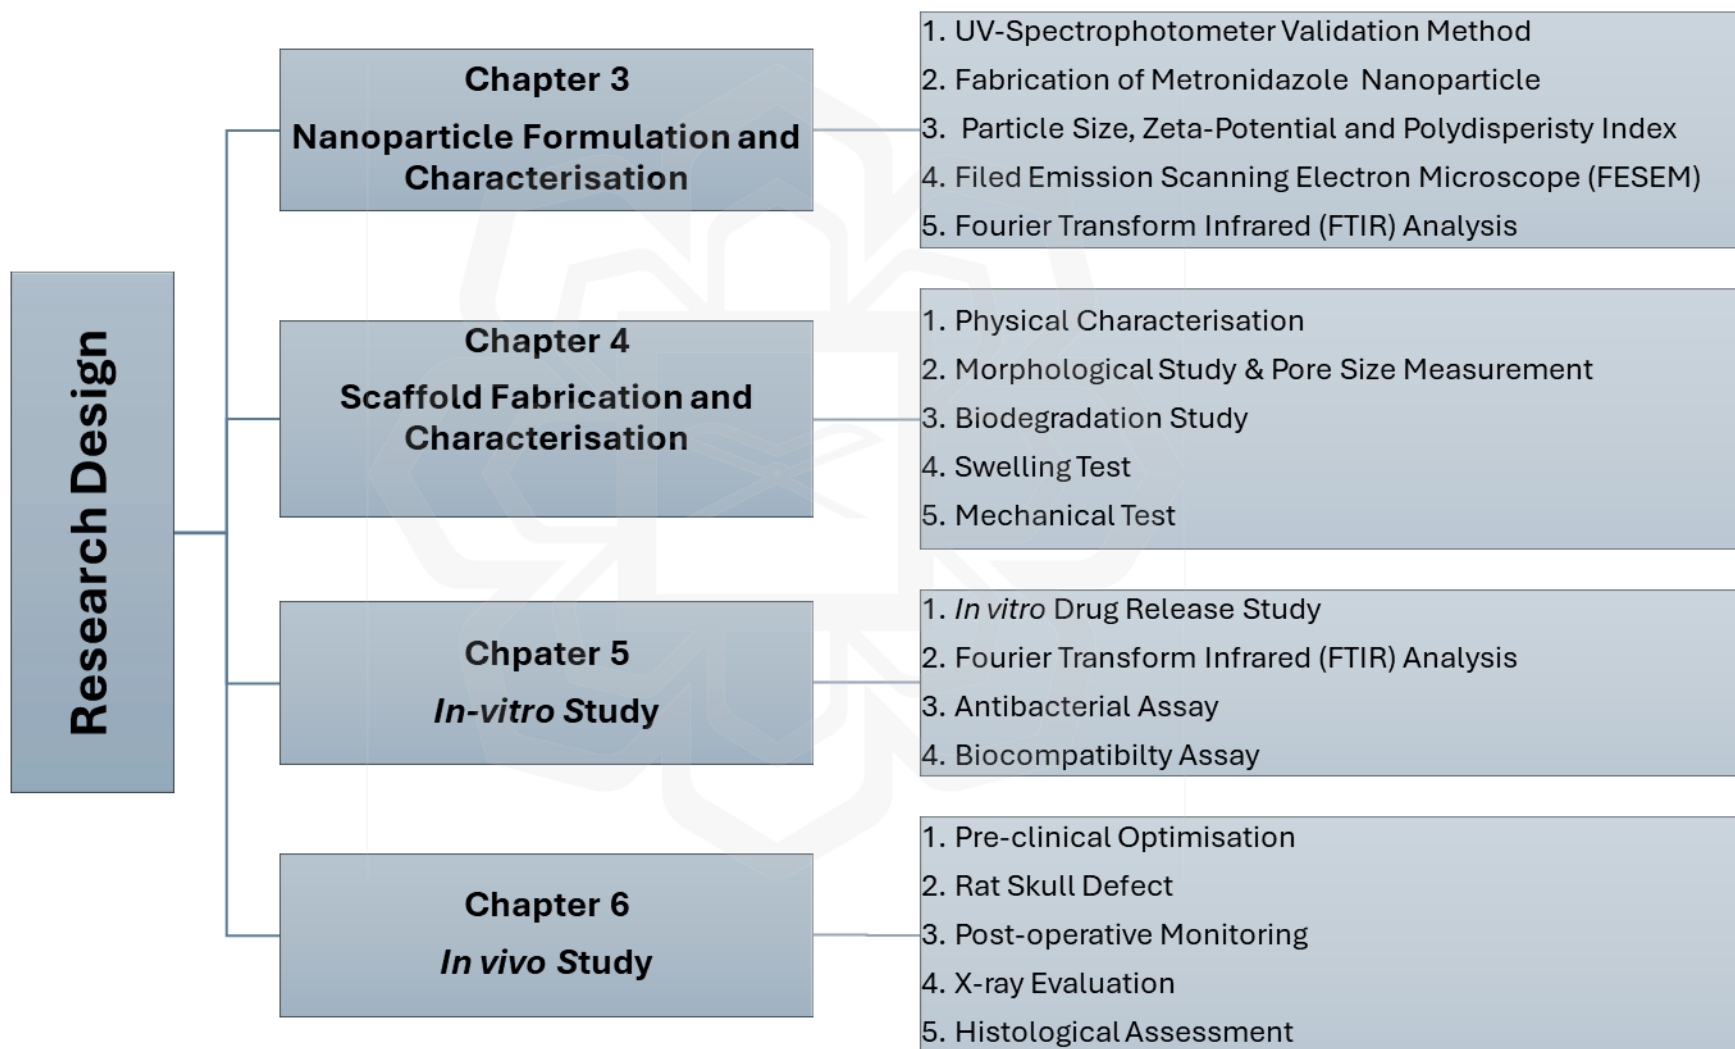 Research Design
Chapter 3
Nanoparticle Formulation and
Characterisation
1. UV-Spectrophotometer Validation Method
2. Fabrication of Metronidazole Nanoparticle
3. Particle Size, Zeta-Potential and Polydisperisty Index
4. Filed Emission Scanning Electron Microscope (FESEM)
5. Fourier Transform Infrared (FTIR) Analysis
Chapter 4
Scaffold Fabrication and
Characterisation
1. Physical Characterisation
2. Morphological Study & Pore Size Measurement
3. Biodegradation Study
4. Swelling Test
5. Mechanical Test
Chpater 5
In-vitro Study
1. In vitro Drug Release Study
2. Fourier Transform Infrared (FTIR) Analysis
3. Antibacterial Assay
4. Biocompatibilty Assay
Chapter 6
In vivo Study
1. Pre-clinical Optimisation
2. Rat Skull Defect
3. Post-operative Monitoring
4. X-ray Evaluation
5. Histological Assessment